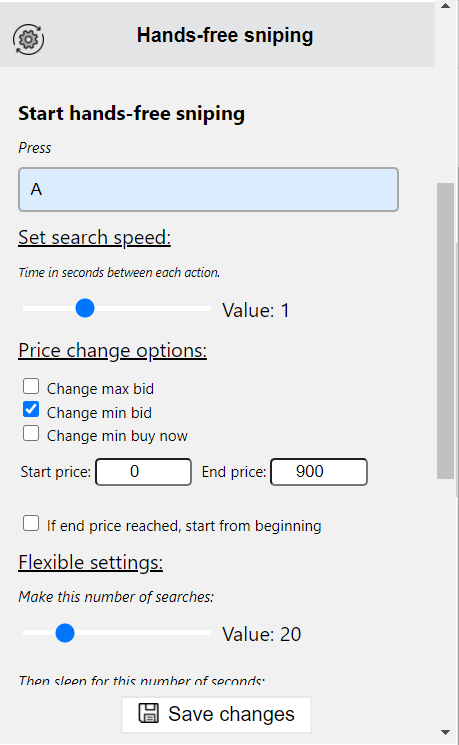 Hands-free sniping
Start hands-free sniping
Press
A
Set search speed:
Time in seconds between each action.
Value: 1
Price change options:
Change max bid
Change min bid
Change min buy now
Start price: 0 End price: 900
If end price reached, start from beginning
Flexible settings:
Make this number of searches:
Value: 20
Then sleep for this number of seconds:
Save changes